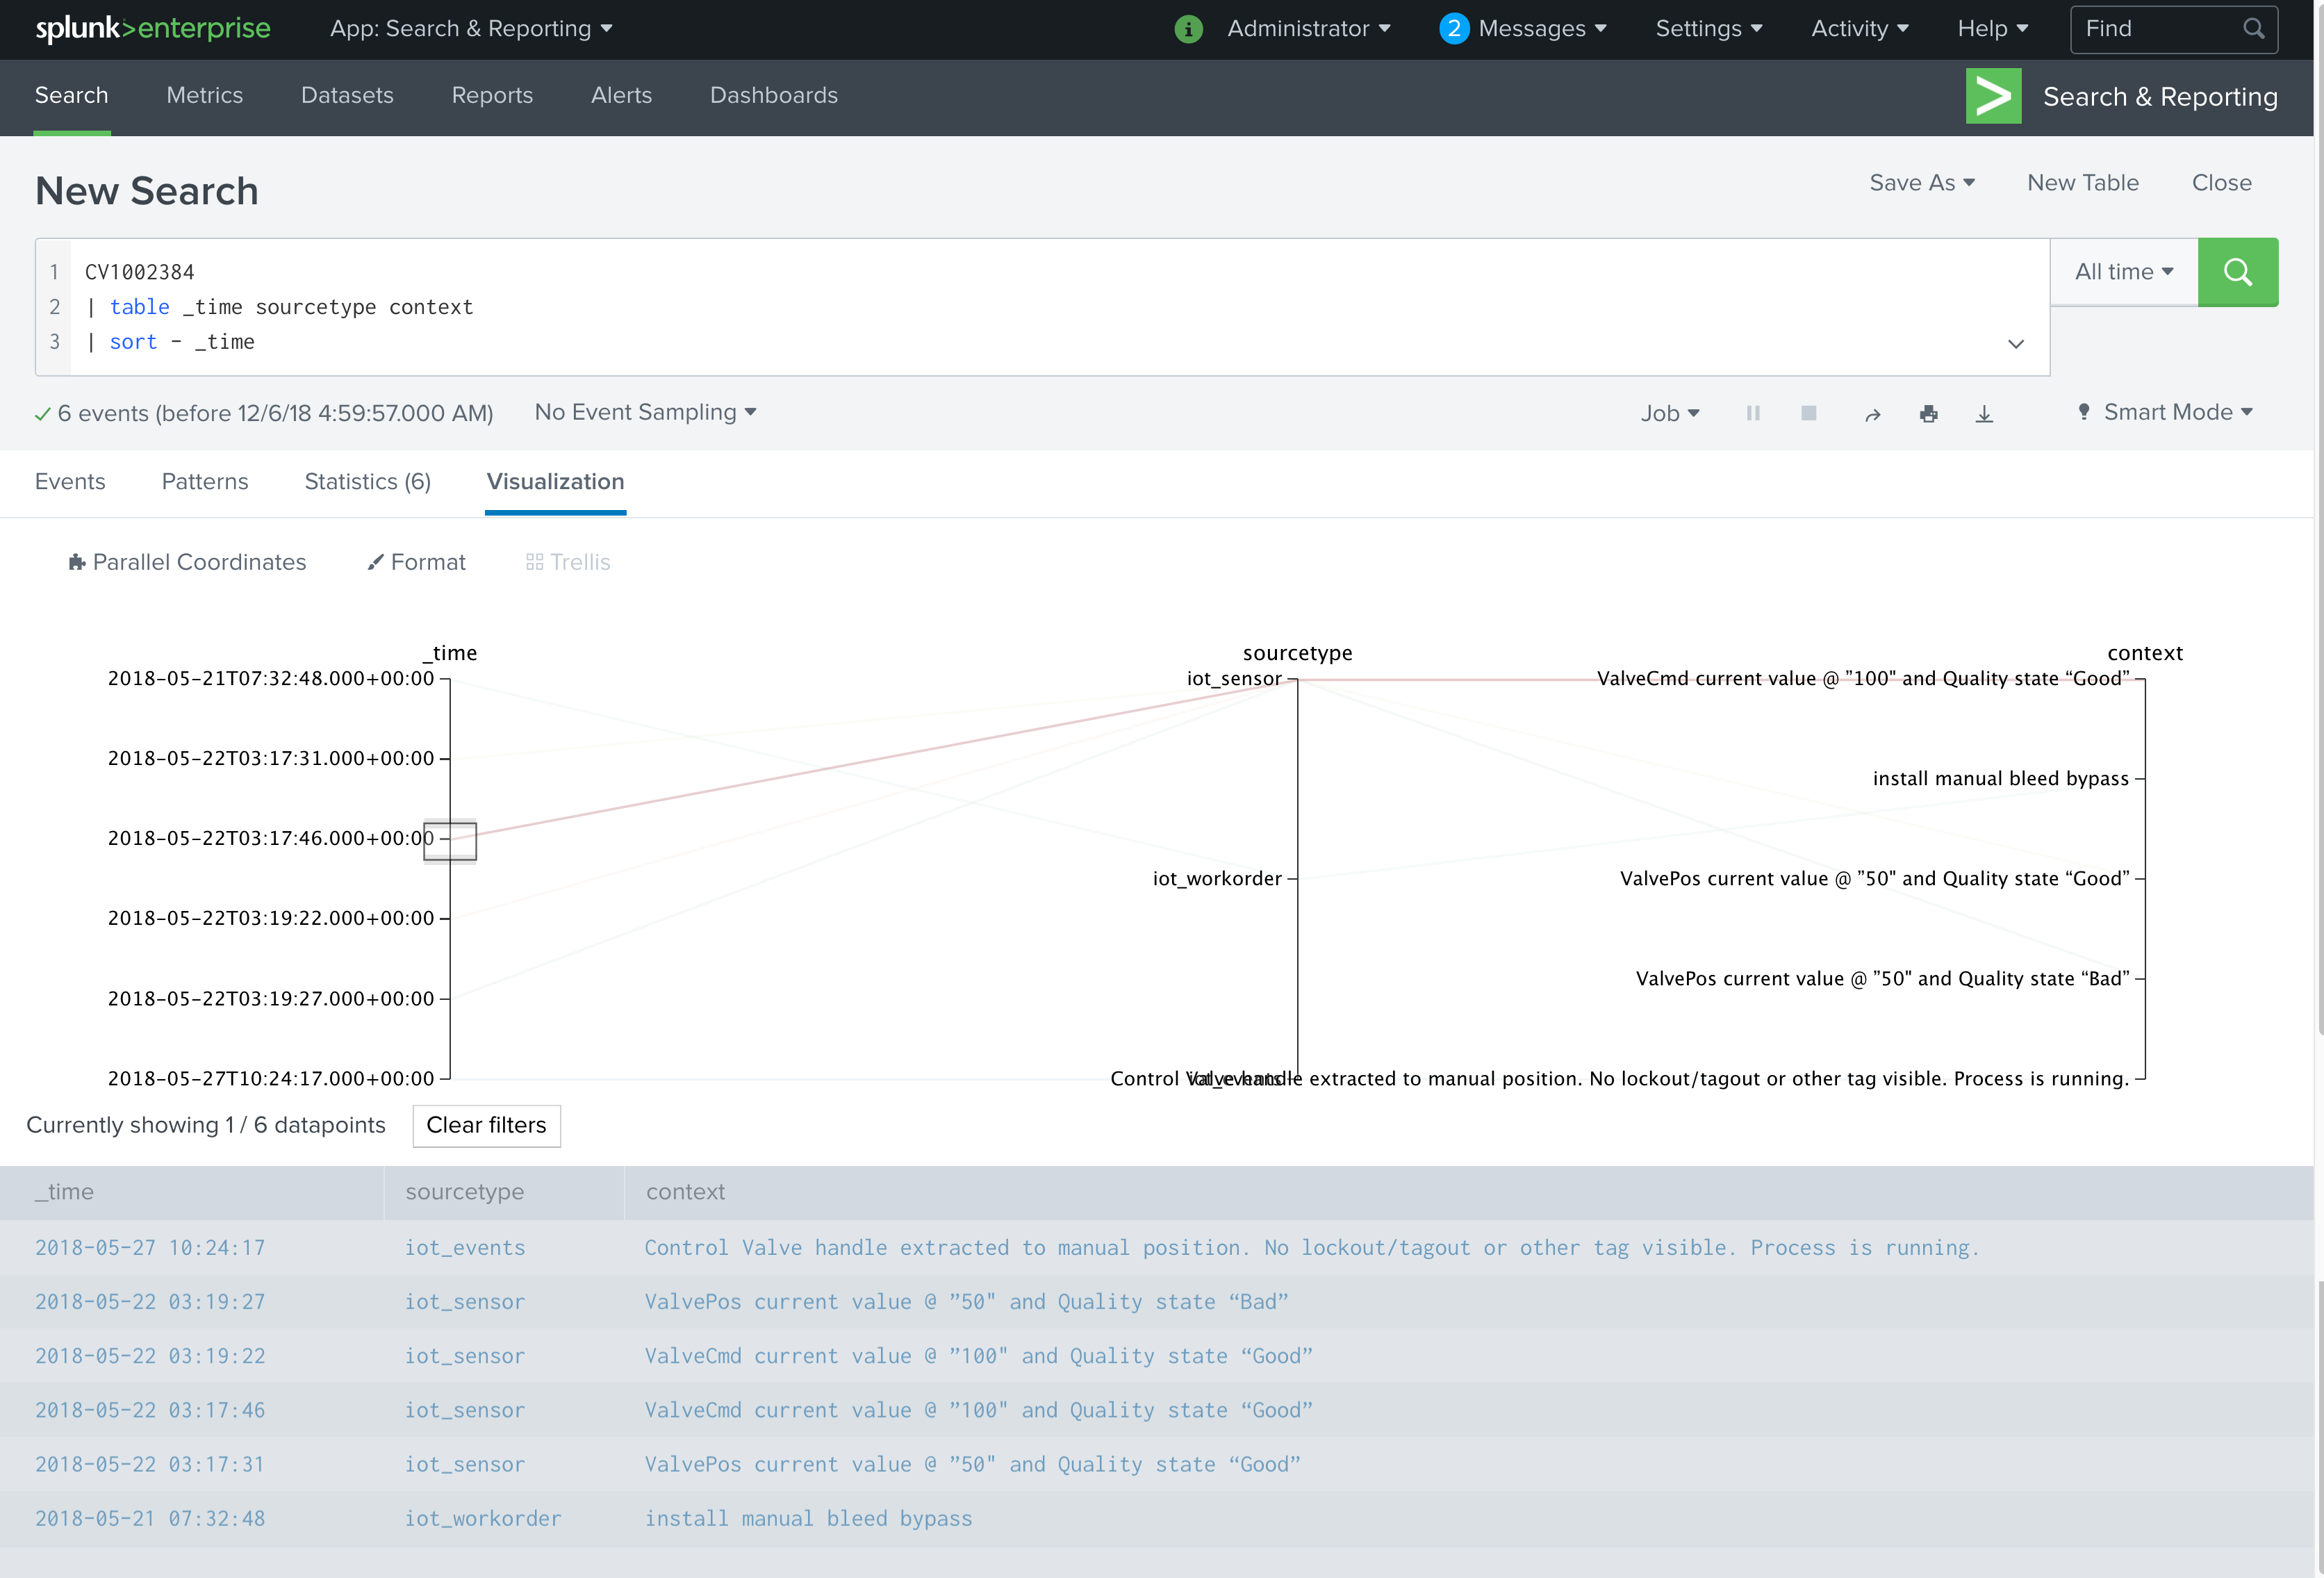 splunk>enterprise App: Search & Reporting i Administrator 2 Messages Settings Activity Help Find
Search Metrics Datasets Reports Alerts Dashboards > Search & Reporting
New Search Save As New Table Close
1 CV1002384 All time
2 | table _time sourcetype context
3 | sort - _time
6 events (before 12/6/18 4:59:57.000 AM) No Event Sampling Job Smart Mode
Events Patterns Statistics (6) Visualization
Parallel Coordinates Format Trellis
_time sourcetype context
2018-05-21T07:32:48.000+00:00 iot_sensor ValveCmd current value @ ”100" and Quality state “Good”
2018-05-22T03:17:31.000+00:00
install manual bleed bypass
2018-05-22T03:17:46.000+00:00
iot_workorder ValvePos current value @ ”50" and Quality state “Good”
2018-05-22T03:19:22.000+00:00
ValvePos current value @ ”50" and Quality state “Bad”
2018-05-22T03:19:27.000+00:00
2018-05-27T10:24:17.000+00:00 iot_events Control Valve handle extracted to manual position. No lockout/tagout or other tag visible. Process is running.
Currently showing 1 / 6 datapoints Clear filters
_time sourcetype context
2018-05-27 10:24:17 iot_events Control Valve handle extracted to manual position. No lockout/tagout or other tag visible. Process is running.
2018-05-22 03:19:27 iot_sensor ValvePos current value @ ”50" and Quality state “Bad”
2018-05-22 03:19:22 iot_sensor ValveCmd current value @ ”100" and Quality state “Good”
2018-05-22 03:17:46 iot_sensor ValveCmd current value @ ”100" and Quality state “Good”
2018-05-22 03:17:31 iot_sensor ValvePos current value @ ”50" and Quality state “Good”
2018-05-21 07:32:48 iot_workorder install manual bleed bypass